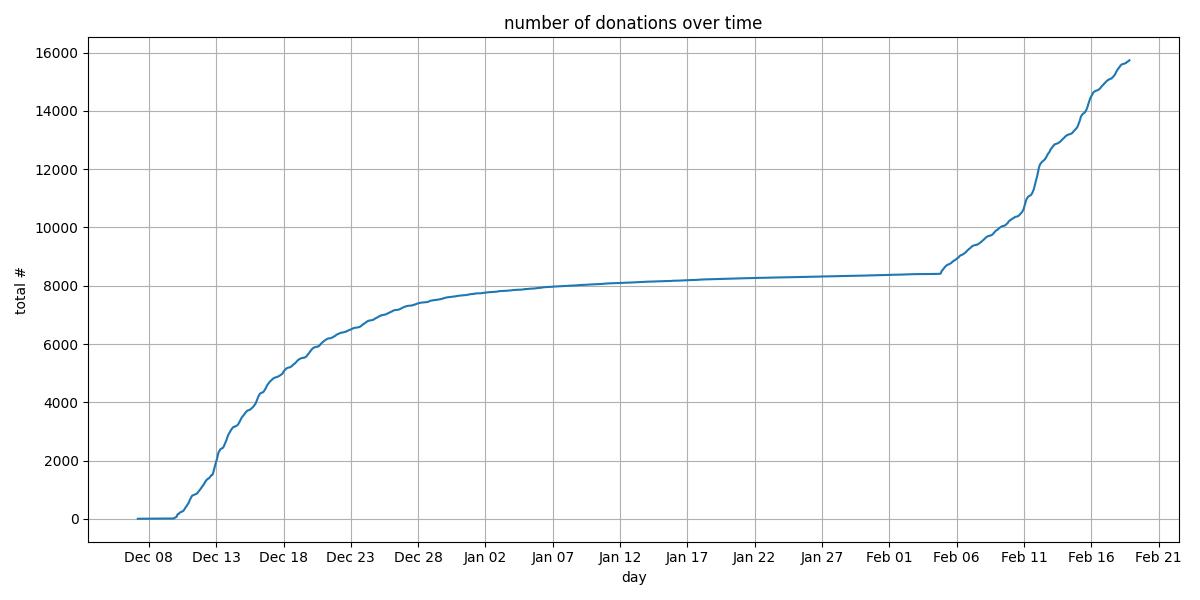 number of donations over time
16000
14000
12000
10000
8000
6000
4000
2000
0
total #
Dec 08 Dec 13 Dec 18 Dec 23 Dec 28 Jan 02 Jan 07 Jan 12 Jan 17 Jan 22 Jan 27 Feb 01 Feb 06 Feb 11 Feb 16 Feb 21
day